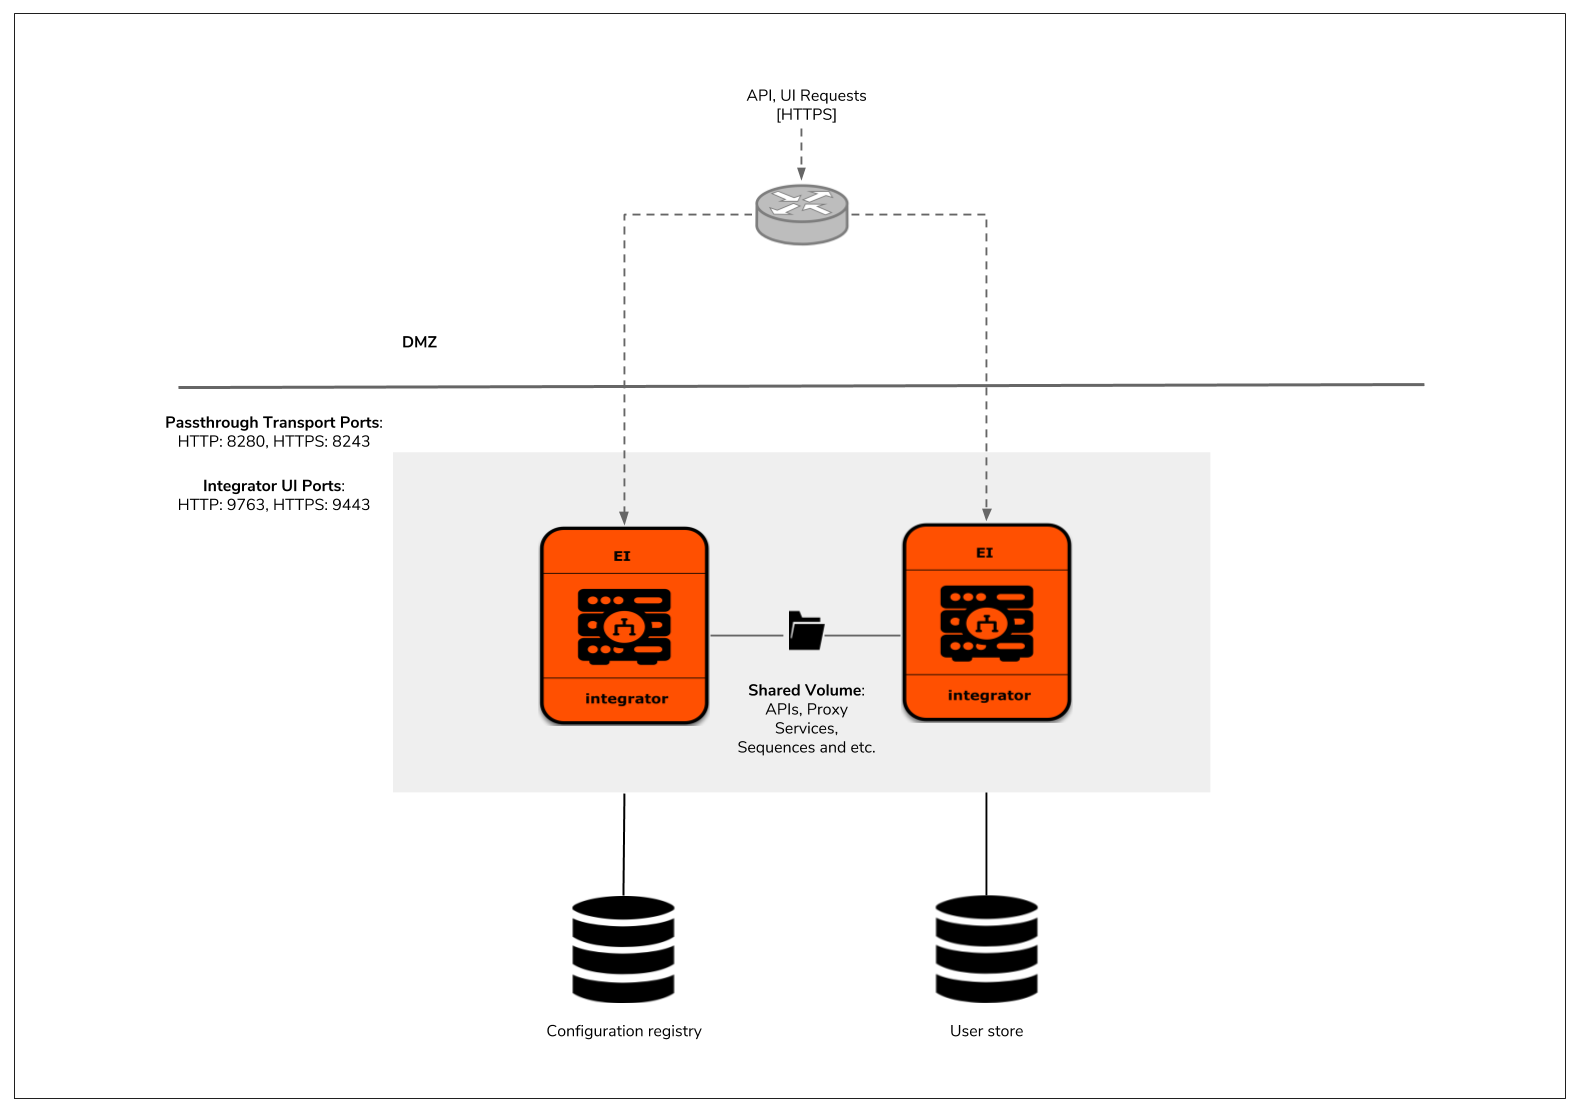 API, UI Requests
[HTTPS]
DMZ
Passthrough Transport Ports:
HTTP: 8280, HTTPS: 8243
Integrator UI Ports:
HTTP: 9763, HTTPS: 9443
EI
integrator
EI
integrator
Shared Volume:
APIs, Proxy
Services,
Sequences and etc.
Configuration registry
User store